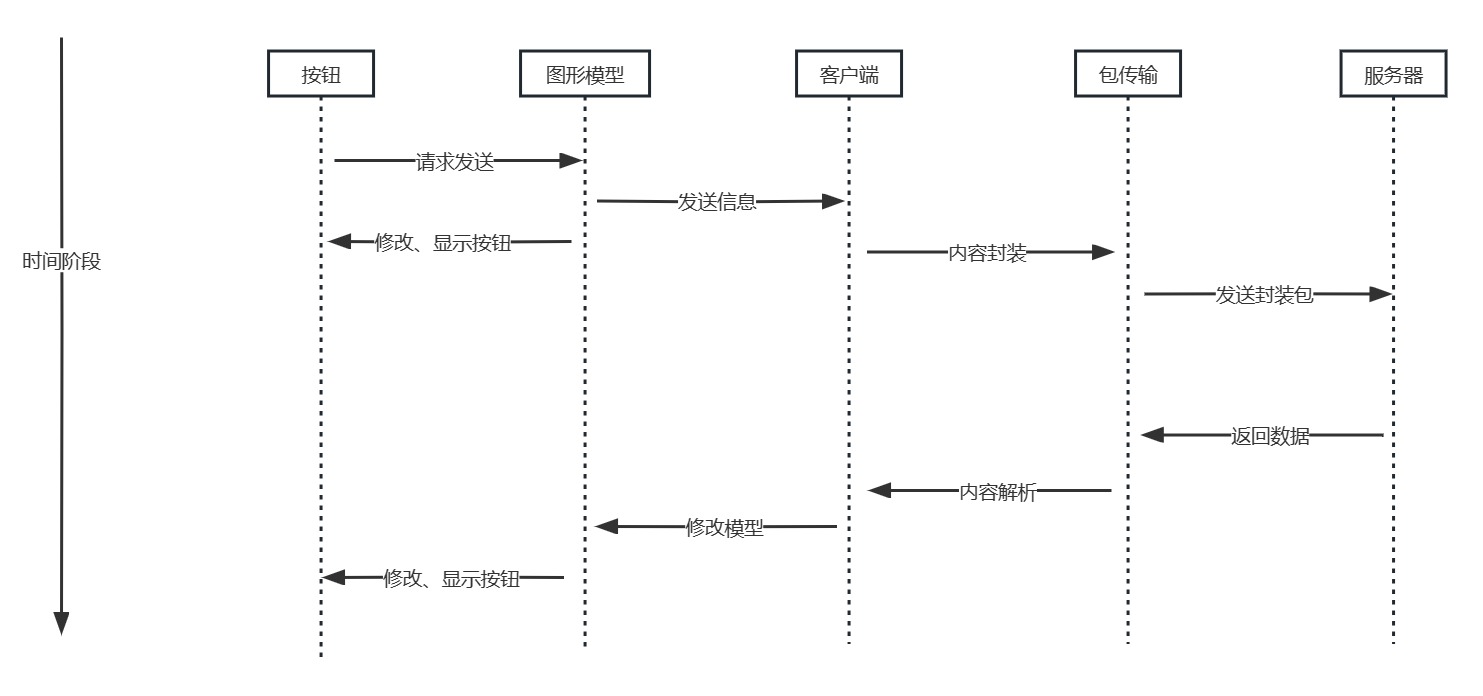 按钮
图形模型
客户端
包传输
服务器
请求发送
发送信息
修改、显示按钮
内容封装
时间阶段
发送封装包
返回数据
内容解析
修改模型
修改、显示按钮